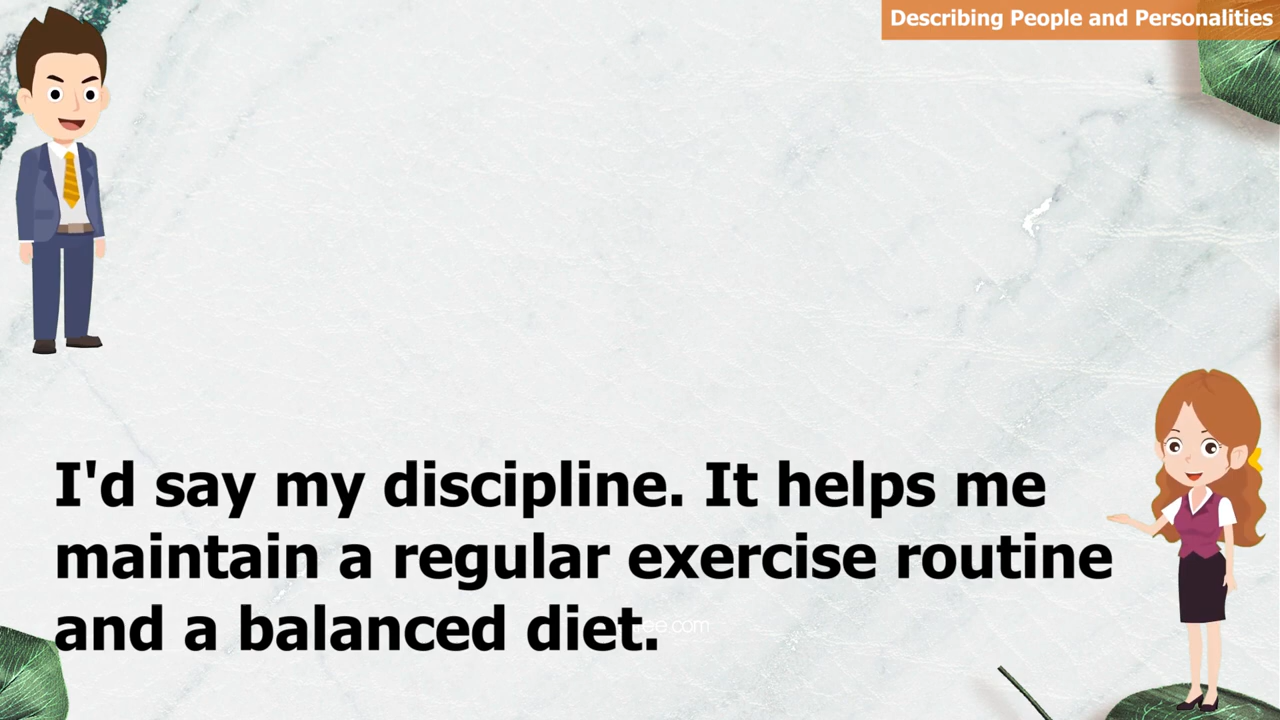 Describing People and Personalities
I'd say my discipline. It helps me
maintain a regular exercise routine
and a balanced diet.